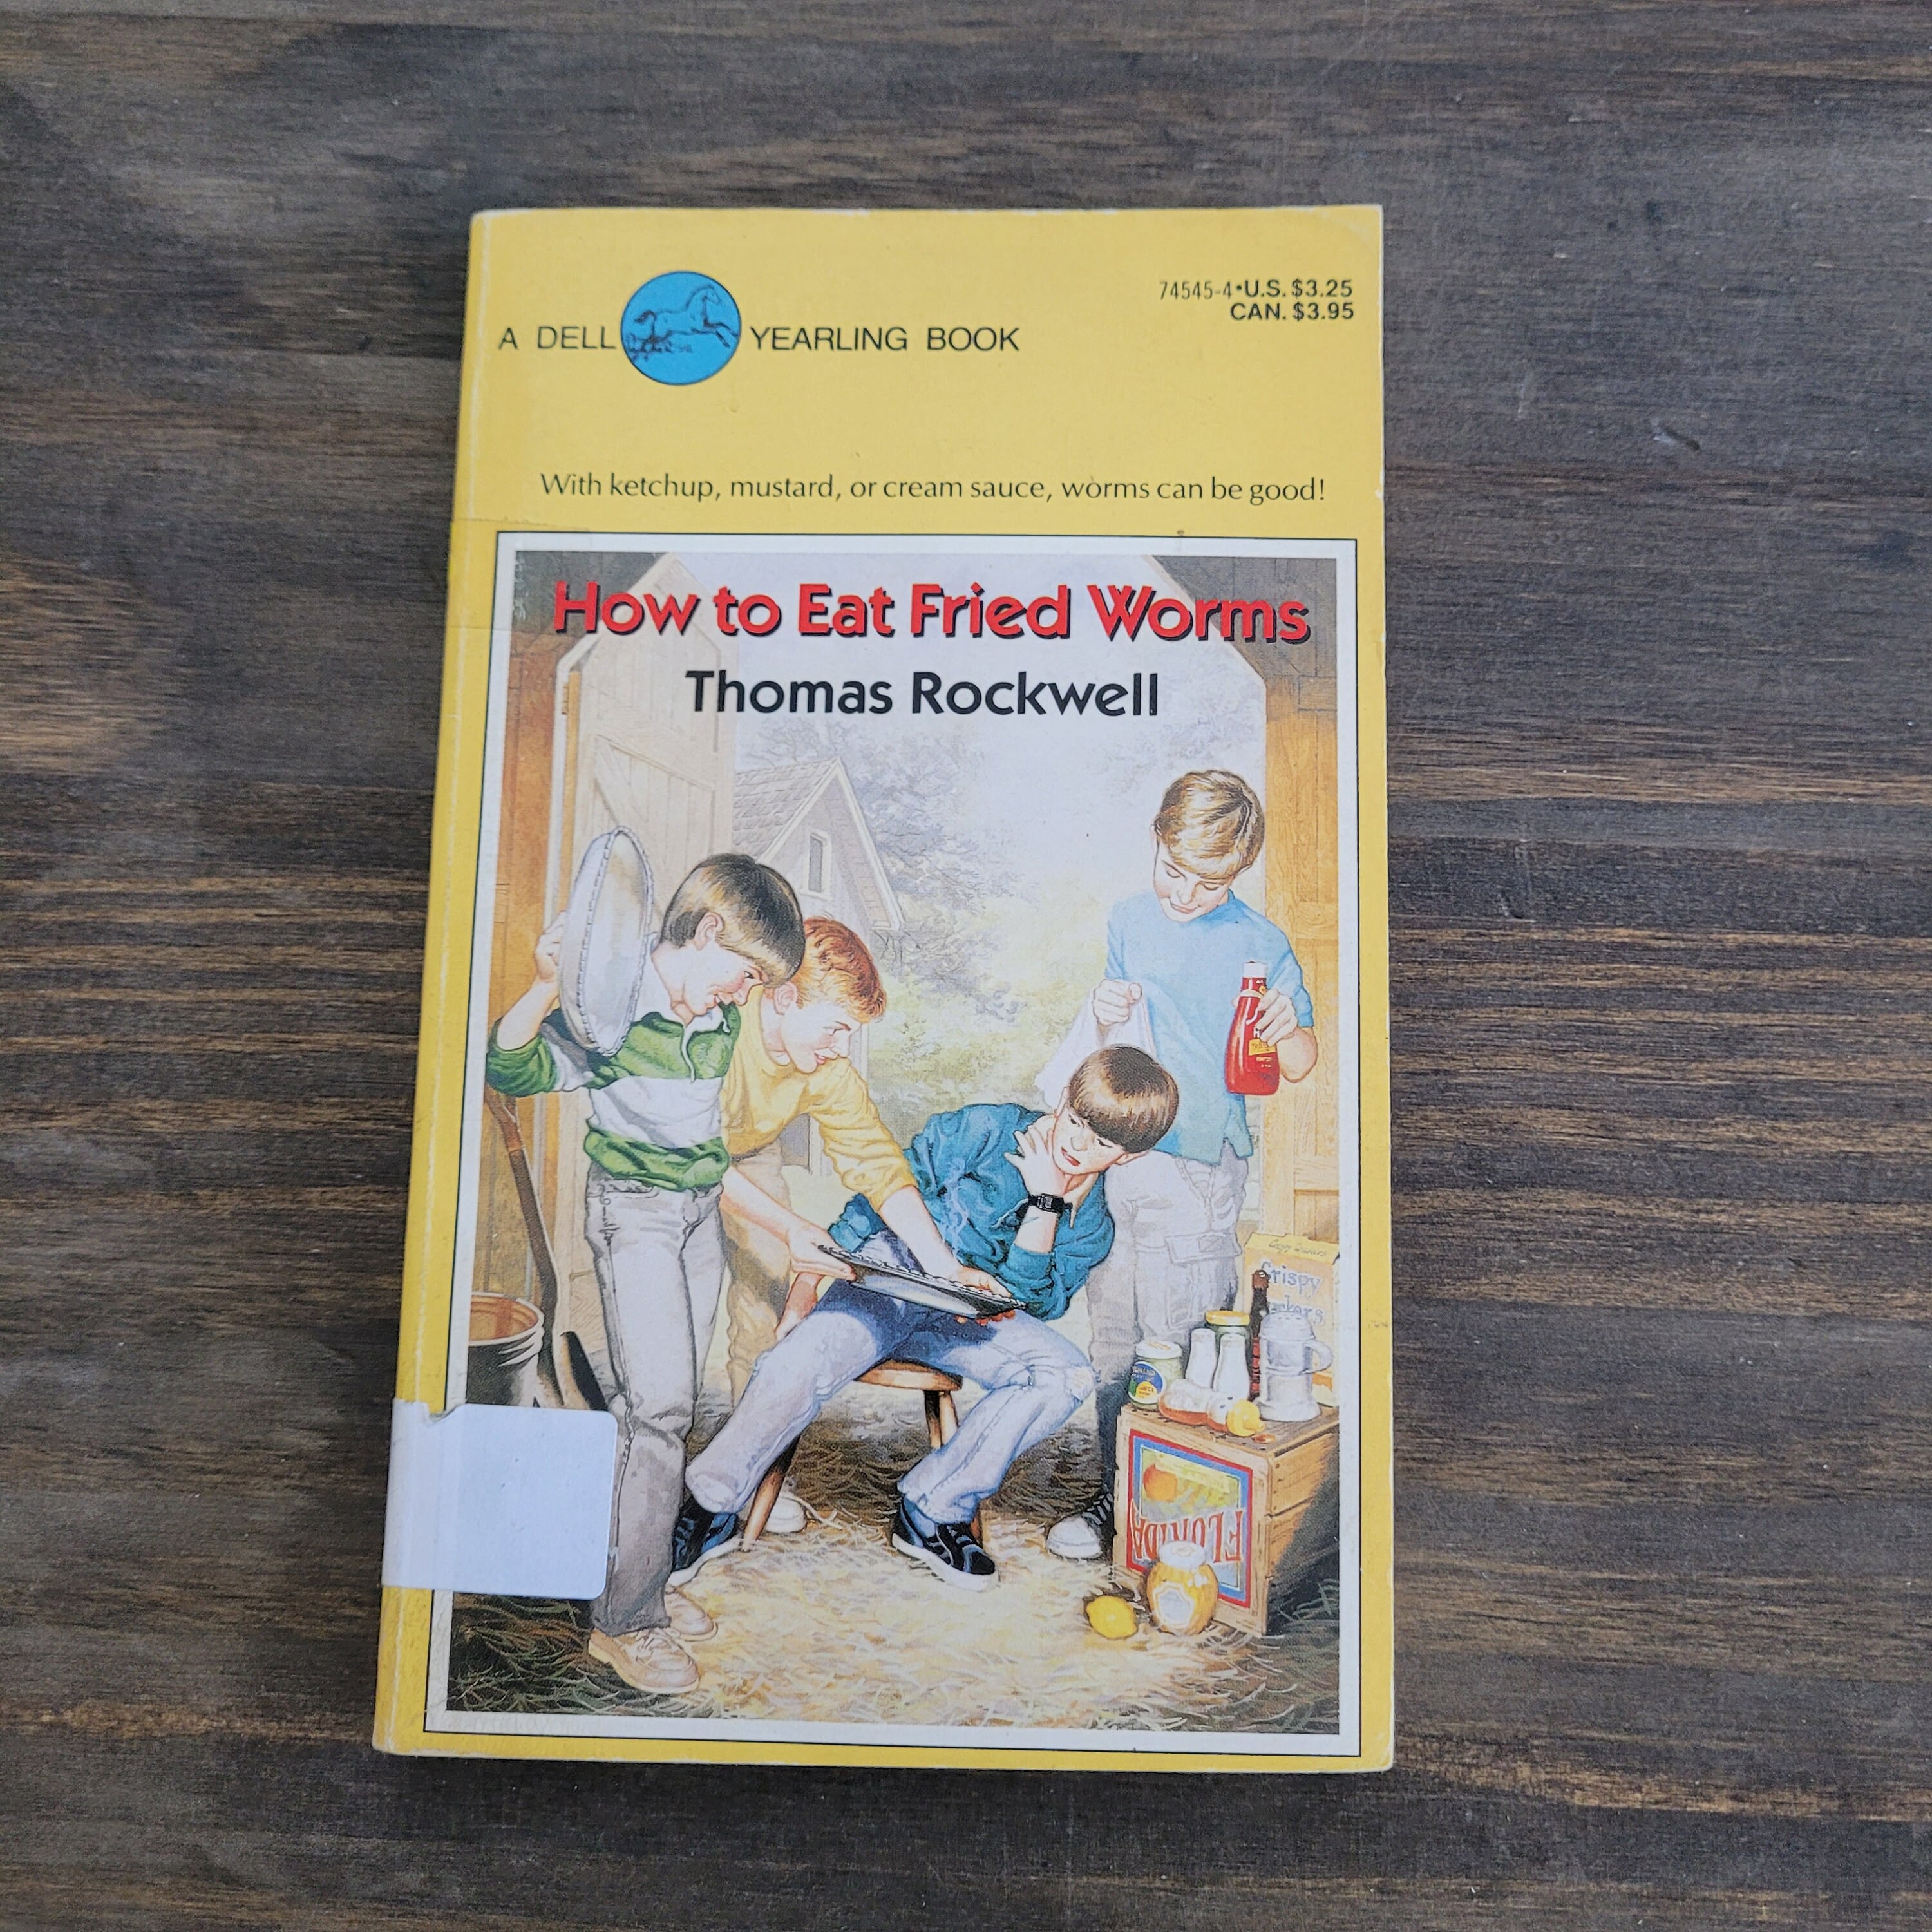 A DELL YEARLING BOOK
74545-4•U.S. $3.25
CAN. $3.95
With ketchup, mustard, or cream sauce, worms can be good!
How to Eat Fried Worms
Thomas Rockwell
Crispy
FLORIDA